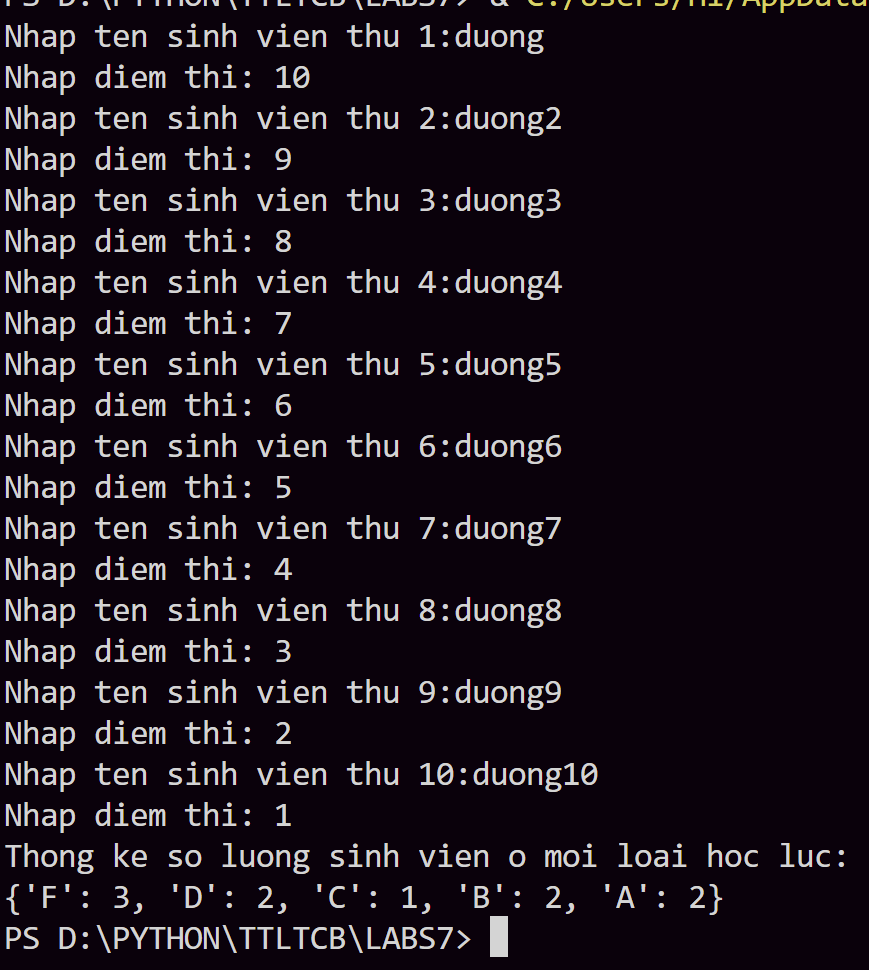 PS D:\PYTHON\TTLTCB\LABS7> & C:/Users/Hi/AppData
Nhap ten sinh vien thu 1:duong
Nhap diem thi: 10
Nhap ten sinh vien thu 2:duong2
Nhap diem thi: 9
Nhap ten sinh vien thu 3:duong3
Nhap diem thi: 8
Nhap ten sinh vien thu 4:duong4
Nhap diem thi: 7
Nhap ten sinh vien thu 5:duong5
Nhap diem thi: 6
Nhap ten sinh vien thu 6:duong6
Nhap diem thi: 5
Nhap ten sinh vien thu 7:duong7
Nhap diem thi: 4
Nhap ten sinh vien thu 8:duong8
Nhap diem thi: 3
Nhap ten sinh vien thu 9:duong9
Nhap diem thi: 2
Nhap ten sinh vien thu 10:duong10
Nhap diem thi: 1
Thong ke so luong sinh vien o moi loai hoc luc:
{'F': 3, 'D': 2, 'C': 1, 'B': 2, 'A': 2}
PS D:\PYTHON\TTLTCB\LABS7>